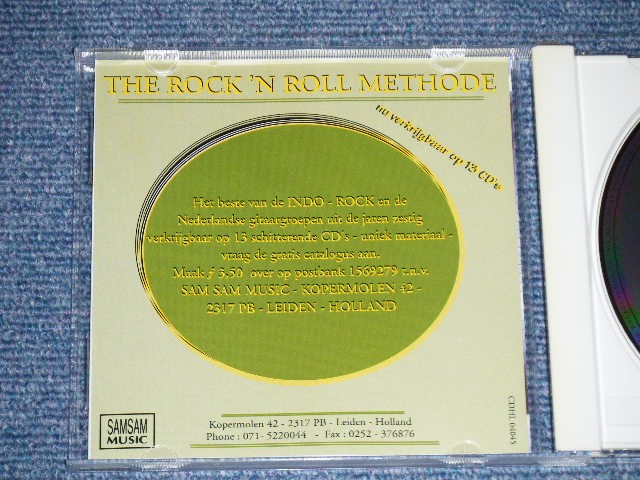 THE ROCK 'N ROLL METHODE
nu verkrijgbaar op 13 CD's
Het beste van de INDO - ROCK en de
Nederlandse gitaargroepen uit de jaren zestig
verkrijgbaar op 13 schitterende CD's - uniek materiaal -
vraag de gratis catalogus aan.
Maak ƒ 3,50 over op postbank 1569279 t.n.v.
SAM SAM MUSIC - KOPERMOLEN 42 -
2317 PB - LEIDEN - HOLLAND
SAMSAM
MUSIC
Kopermolen 42 - 2317 PB - Leiden - Holland
Phone : 071- 5220044 - Fax : 0252 - 376876
CDHL 04045